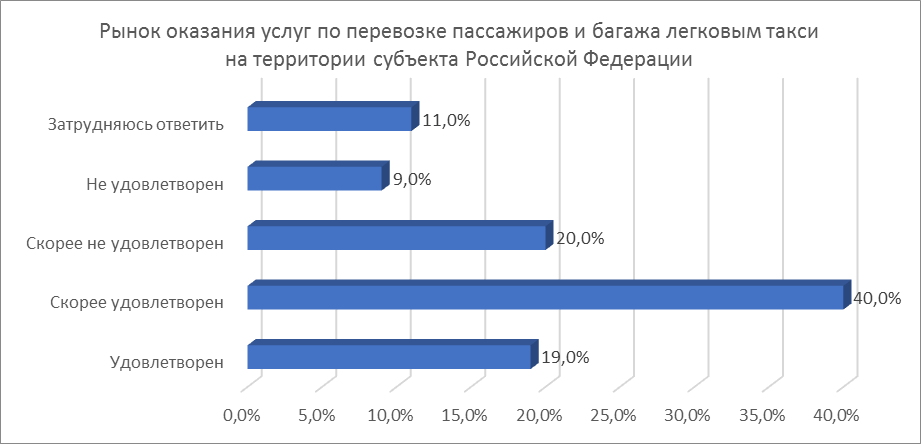 Рынок оказания услуг по перевозке пассажиров и багажа легковым такси
на территории субъекта Российской Федерации
Затрудняюсь ответить
11,0%
Не удовлетворен
9,0%
Скорее не удовлетворен
20,0%
Скорее удовлетворен
40,0%
Удовлетворен
19,0%
0,0% 5,0% 10,0% 15,0% 20,0% 25,0% 30,0% 35,0% 40,0%